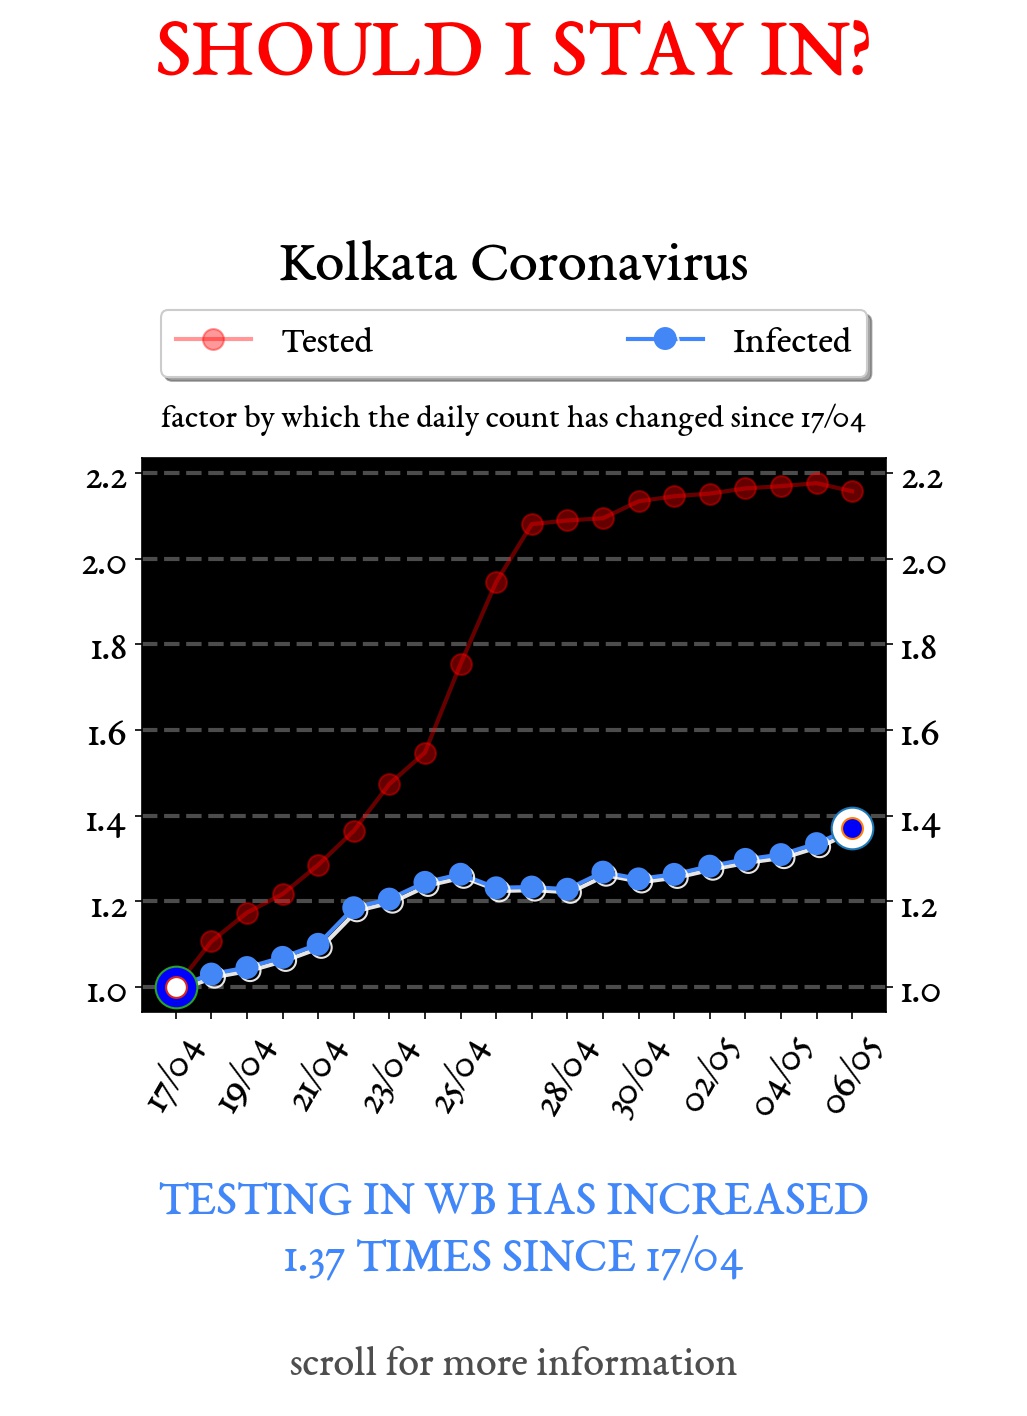 SHOULD I STAY IN?
Kolkata Coronavirus
Tested Infected
factor by which the daily count has changed since 17/04
2.2 2.2
2.0 2.0
1.8 1.8
1.6 1.6
1.4 1.4
1.2 1.2
1.0 1.0
17/04 19/04 21/04 23/04 25/04 28/04 30/04 02/05 04/05 06/05
TESTING IN WB HAS INCREASED
1.37 TIMES SINCE 17/04
scroll for more information